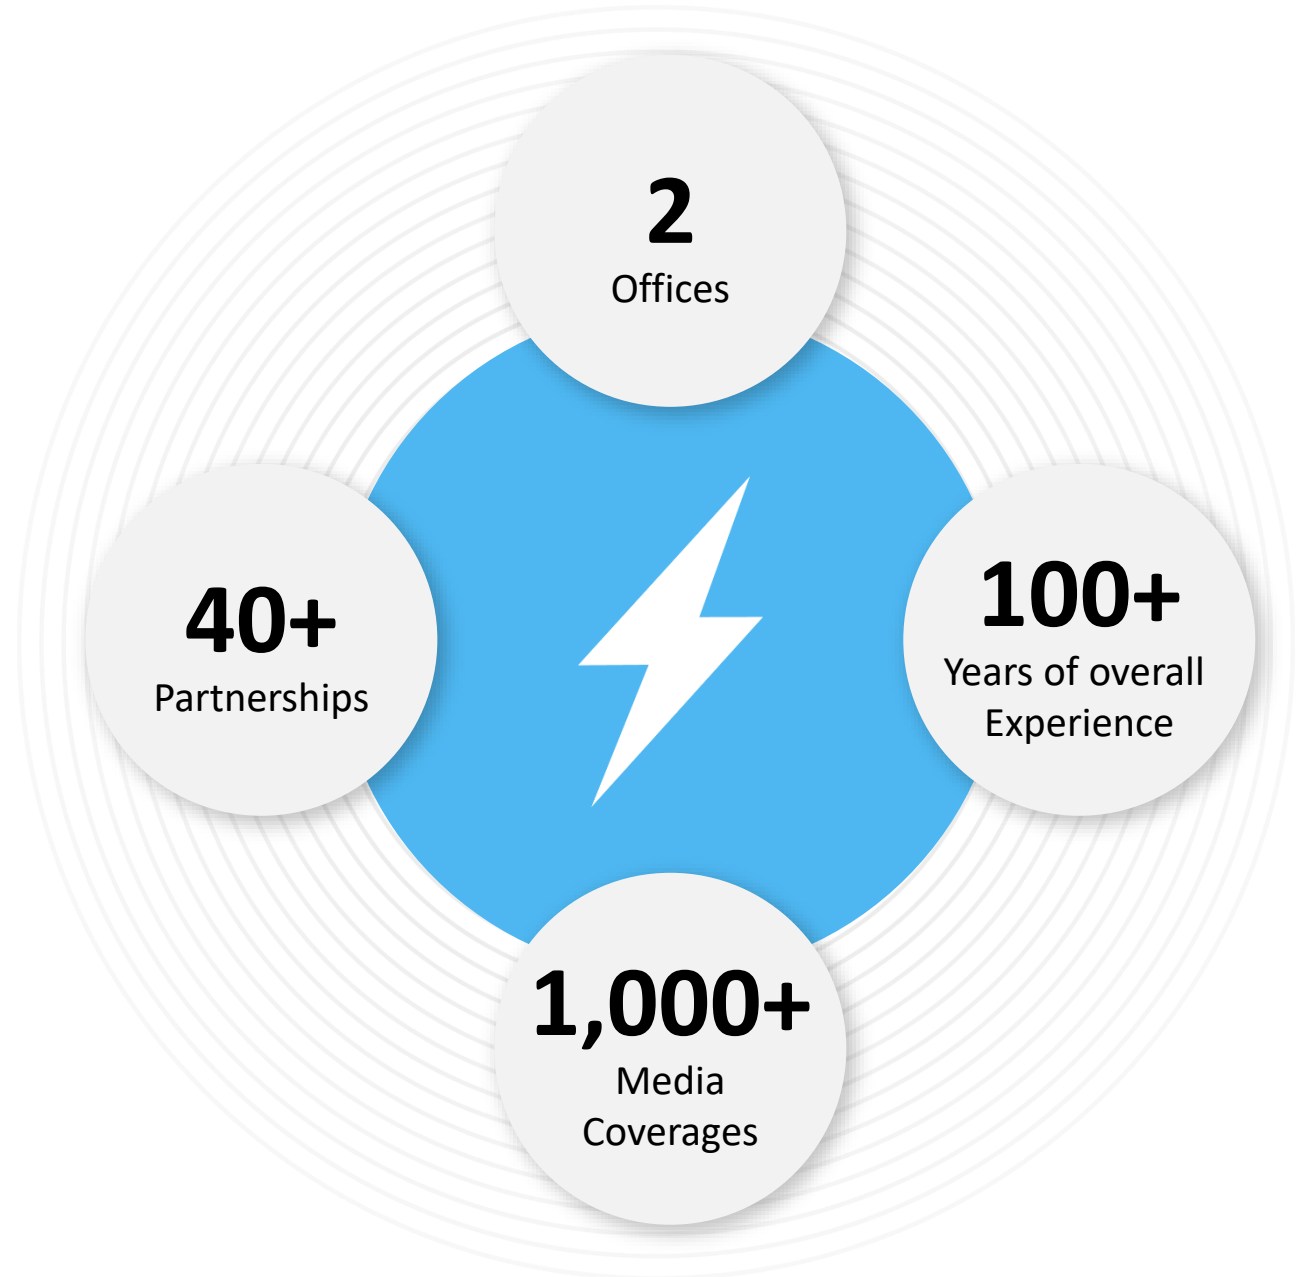 2
Offices
40+
Partnerships
100+
Years of overall
Experience
1,000+
Media
Coverages